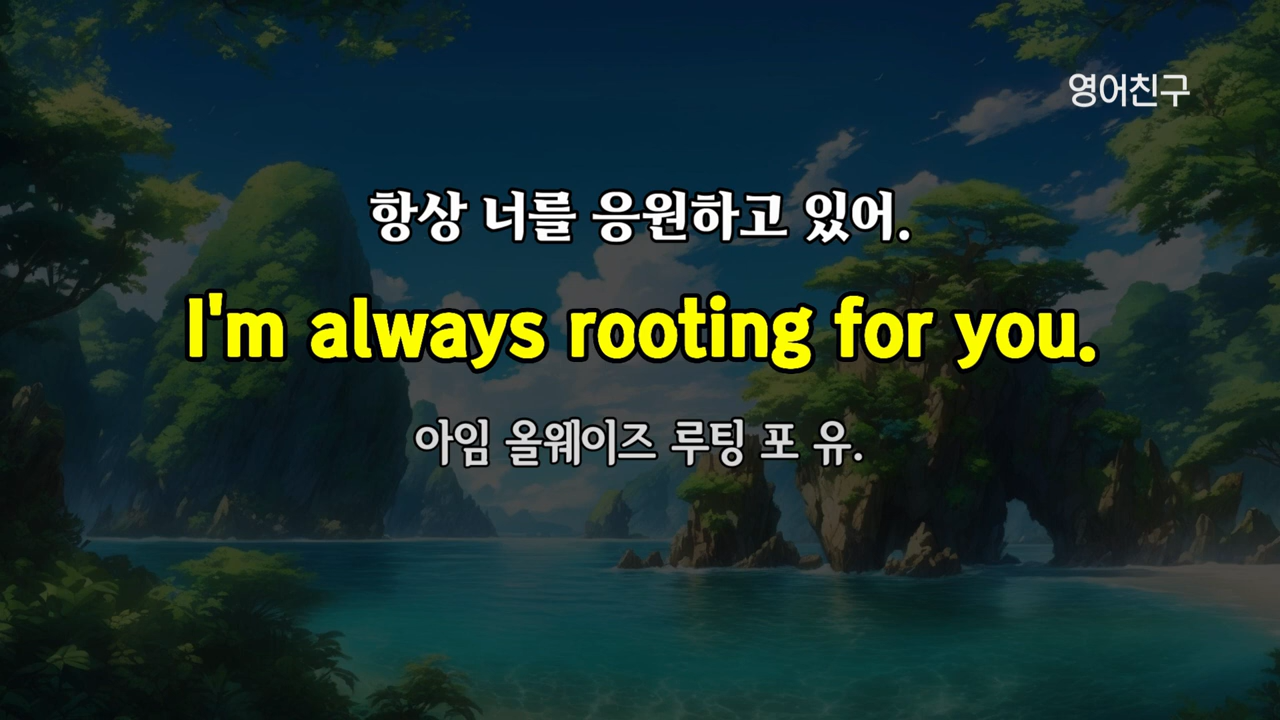 영어친구
항상 너를 응원하고 있어.
I'm always rooting for you.
아임 올웨이즈 루팅 포 유.